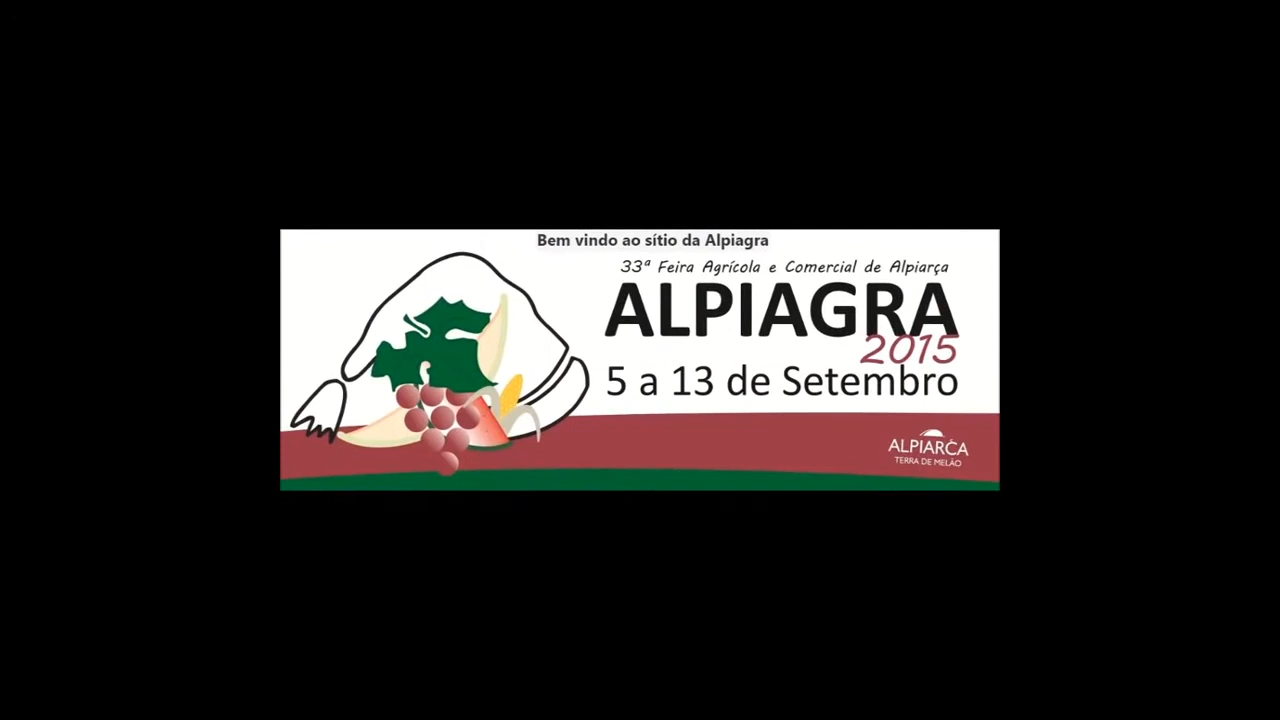 Bem vindo ao sítio da Alpiagra
33ª Feira Agrícola e Comercial de Alpiarça
ALPIAGRA
2015
5 a 13 de Setembro
ALPIARÇA
TERRA DE MELÃO